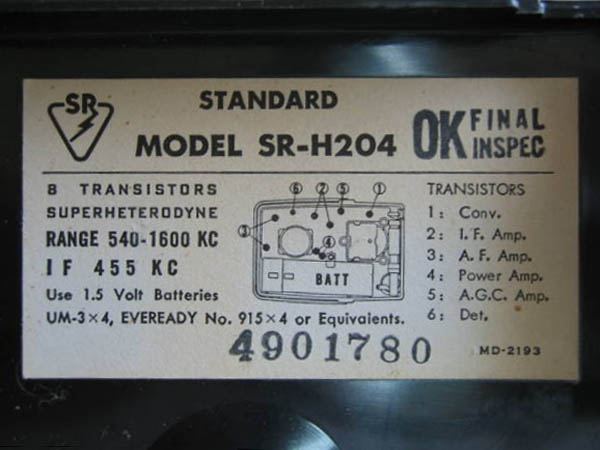 SR
STANDARD
MODEL SR-H204
OK FINAL INSPEC
8 TRANSISTORS
SUPERHETERODYNE
RANGE 540-1600 KC
IF 455 KC
Use 1.5 Volt Batteries
UM-3×4, EVEREADY No. 915×4 or Equivalents.
6 2 5 1
3
4
BATT
TRANSISTORS
1: Conv.
2: I.F. Amp.
3: A.F. Amp.
4: Power Amp.
5: A.G.C. Amp.
6: Det.
4901780
MD-2193